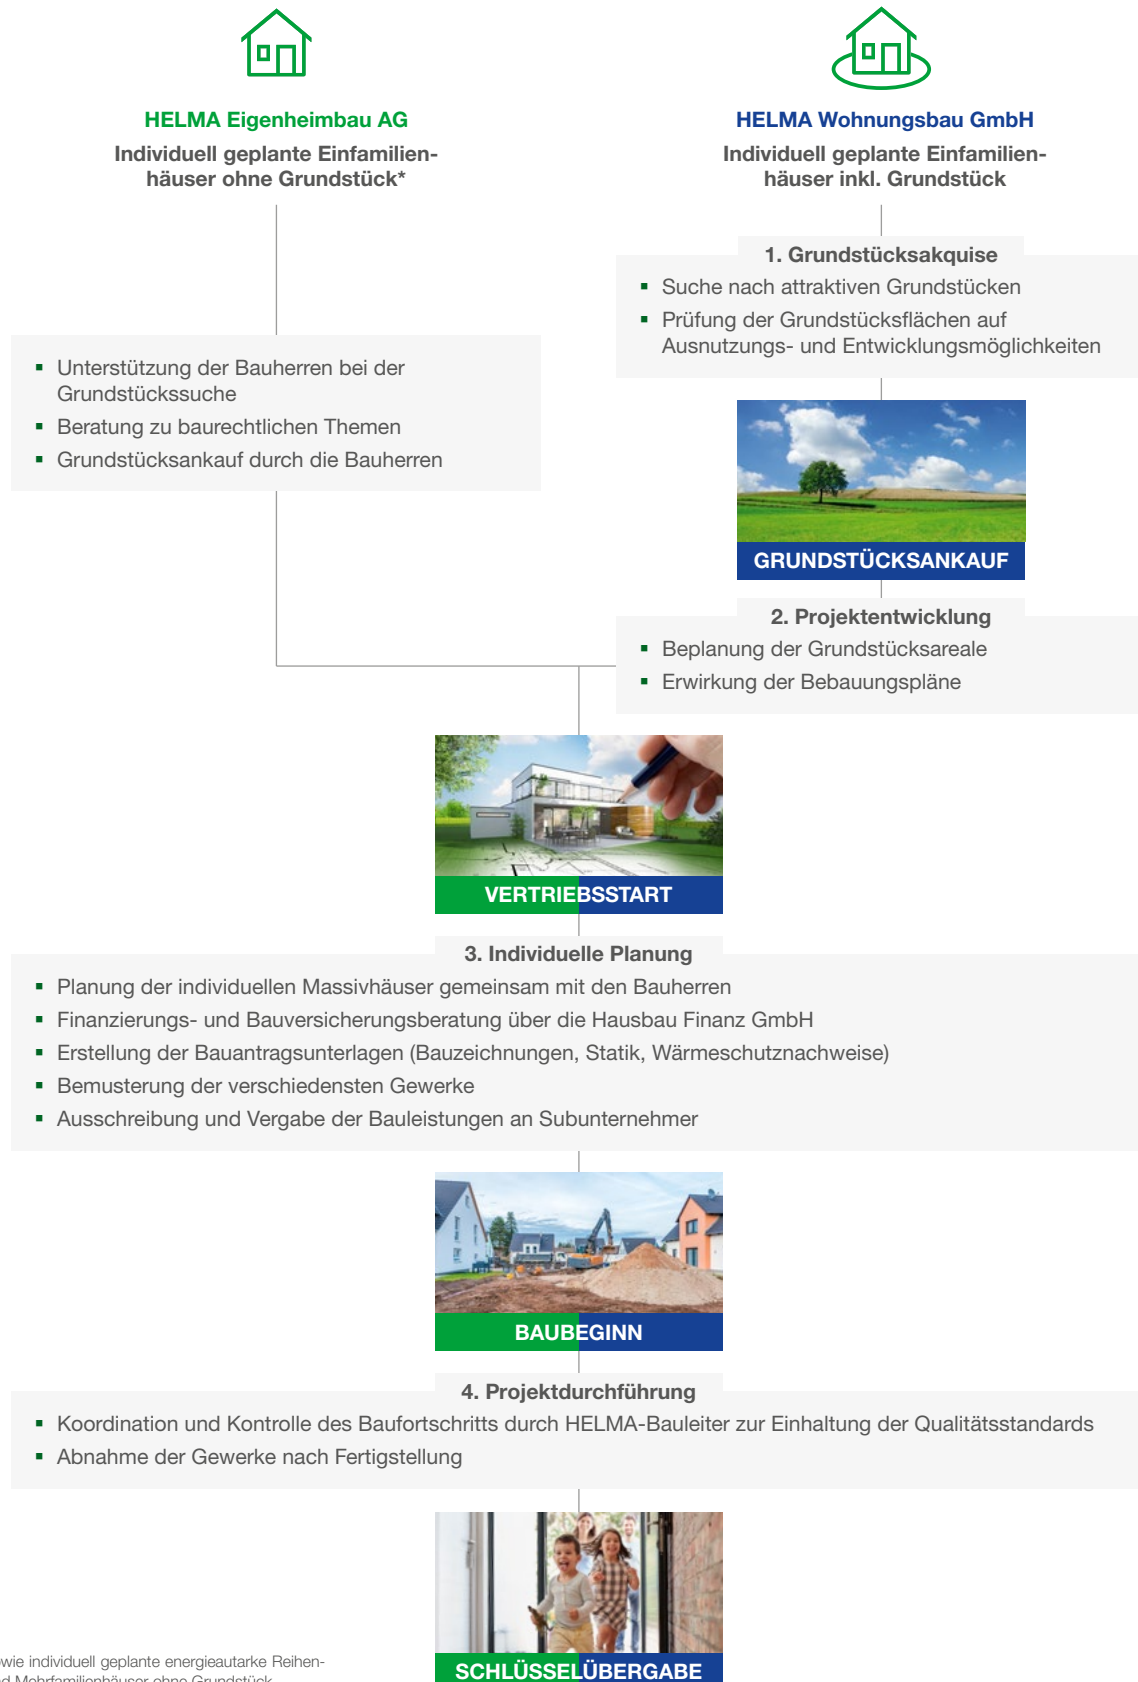 HELMA Eigenheimbau AG
Individuell geplante Einfamilien-
häuser ohne Grundstück*
HELMA Wohnungsbau GmbH
Individuell geplante Einfamilien-
häuser inkl. Grundstück
1. Grundstücksakquise
▪ Suche nach attraktiven Grundstücken
▪ Prüfung der Grundstücksflächen auf
Ausnutzungs- und Entwicklungsmöglichkeiten
▪ Unterstützung der Bauherren bei der
Grundstückssuche
▪ Beratung zu baurechtlichen Themen
▪ Grundstücksankauf durch die Bauherren
GRUNDSTÜCKSANKAUF
2. Projektentwicklung
▪ Beplanung der Grundstücksareale
▪ Erwirkung der Bebauungspläne
VERTRIEBSSTART
3. Individuelle Planung
▪ Planung der individuellen Massivhäuser gemeinsam mit den Bauherren
▪ Finanzierungs- und Bauversicherungsberatung über die Hausbau Finanz GmbH
▪ Erstellung der Bauantragsunterlagen (Bauzeichnungen, Statik, Wärmeschutznachweise)
▪ Bemusterung der verschiedensten Gewerke
▪ Ausschreibung und Vergabe der Bauleistungen an Subunternehmer
BAUBEGINN
4. Projektdurchführung
▪ Koordination und Kontrolle des Baufortschritts durch HELMA-Bauleiter zur Einhaltung der Qualitätsstandards
▪ Abnahme der Gewerke nach Fertigstellung
SCHLÜSSELÜBERGABE
wie individuell geplante energieautarke Reihen-
d Mehrfamilienhäuser ohne Grundstück